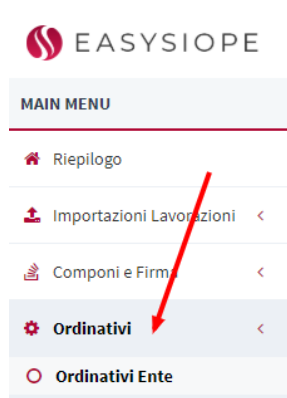 EASYSIOPE
MAIN MENU
Riepilogo
Importazioni Lavorazioni
Componi e Firma
Ordinativi
Ordinativi Ente